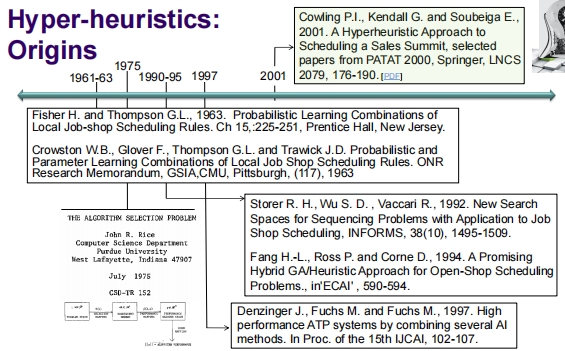 Hyper-heuristics:
Origins
Cowling P.I., Kendall G. and Soubeiga E.,
2001. A Hyperheuristic Approach to
Scheduling a Sales Summit, selected
papers from PATAT 2000, Springer, LNCS
2079, 176-190. [PDF]
1961-63
1975
1990-95
1997
2001
Fisher H. and Thompson G.L., 1963. Probabilistic Learning Combinations of
Local Job-shop Scheduling Rules. Ch 15,:225-251, Prentice Hall, New Jersey.
Crowston W.B., Glover F., Thompson G.L. and Trawick J.D. Probabilistic and
Parameter Learning Combinations of Local Job Shop Scheduling Rules. ONR
Research Memorandum, GSIA,CMU, Pittsburgh, (117), 1963
THE ALGORITHM SELECTION PROBLEM
John R. Rice
Computer Science Department
Purdue University
West Lafayette, Indiana 47907
July 1975
CSD-TR 152
Storer R. H., Wu S. D. , Vaccari R., 1992. New Search
Spaces for Sequencing Problems with Application to Job
Shop Scheduling, INFORMS, 38(10), 1495-1509.
Fang H.-L., Ross P. and Corne D., 1994. A Promising
Hybrid GA/Heuristic Approach for Open-Shop Scheduling
Problems., in'ECAI' , 590-594.
Denzinger J., Fuchs M. and Fuchs M., 1997. High
performance ATP systems by combining several AI
methods. In Proc. of the 15th IJCAI, 102-107.